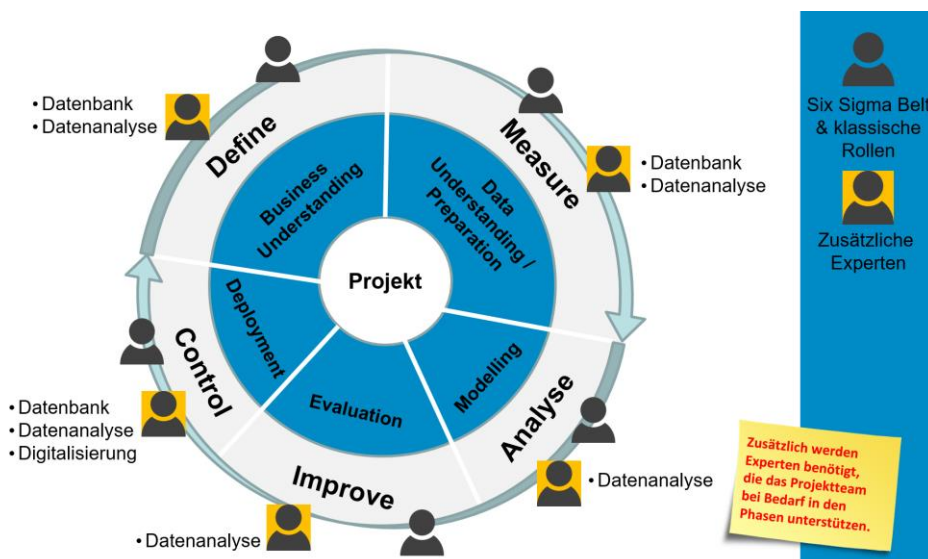 • Datenbank
• Datenanalyse
Define
Measure
• Datenbank
• Datenanalyse
Business
Understanding
Data
Understanding /
Preparation
Projekt
Deployment
Evaluation
Modelling
Control
Improve
Analyse
• Datenbank
• Datenanalyse
• Digitalisierung
• Datenanalyse
• Datenanalyse
Six Sigma Belt
& klassische
Rollen
Zusätzliche
Experten
Zusätzlich werden
Experten benötigt,
die das Projektteam
bei Bedarf in den
Phasen unterstützen.